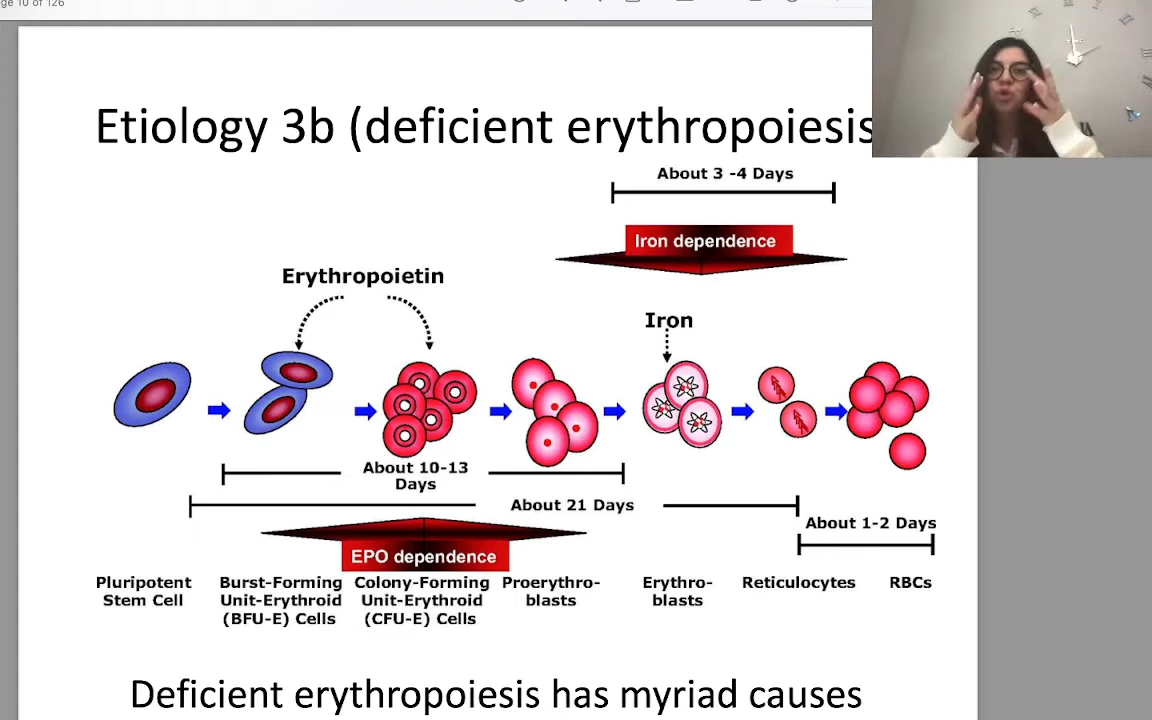 ge 10 of 126
Etiology 3b (deficient erythropoiesis
About 3 -4 Days
Iron dependence
Erythropoietin
Iron
About 10-13
Days
About 21 Days
About 1-2 Days
EPO dependence
Pluripotent
Stem Cell
Burst-Forming
Unit-Erythroid
(BFU-E) Cells
Colony-Forming
Unit-Erythroid
(CFU-E) Cells
Proerythro-
blasts
Erythro-
blasts
Reticulocytes
RBCs
Deficient erythropoiesis has myriad causes